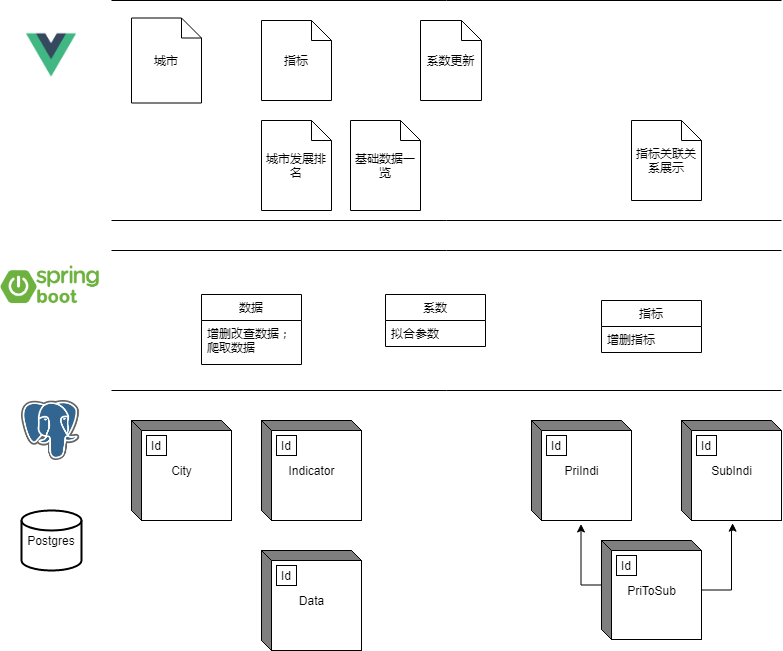 城市
指标
系数更新
城市发展排
名
基础数据一
览
指标关联关
系展示
spring
boot
数据
增删改查数据；
爬取数据
系数
拟合参数
指标
增删指标
Id
City
Id
Indicator
Id
PriIndi
Id
SubIndi
Postgres
Id
Data
Id
PriToSub